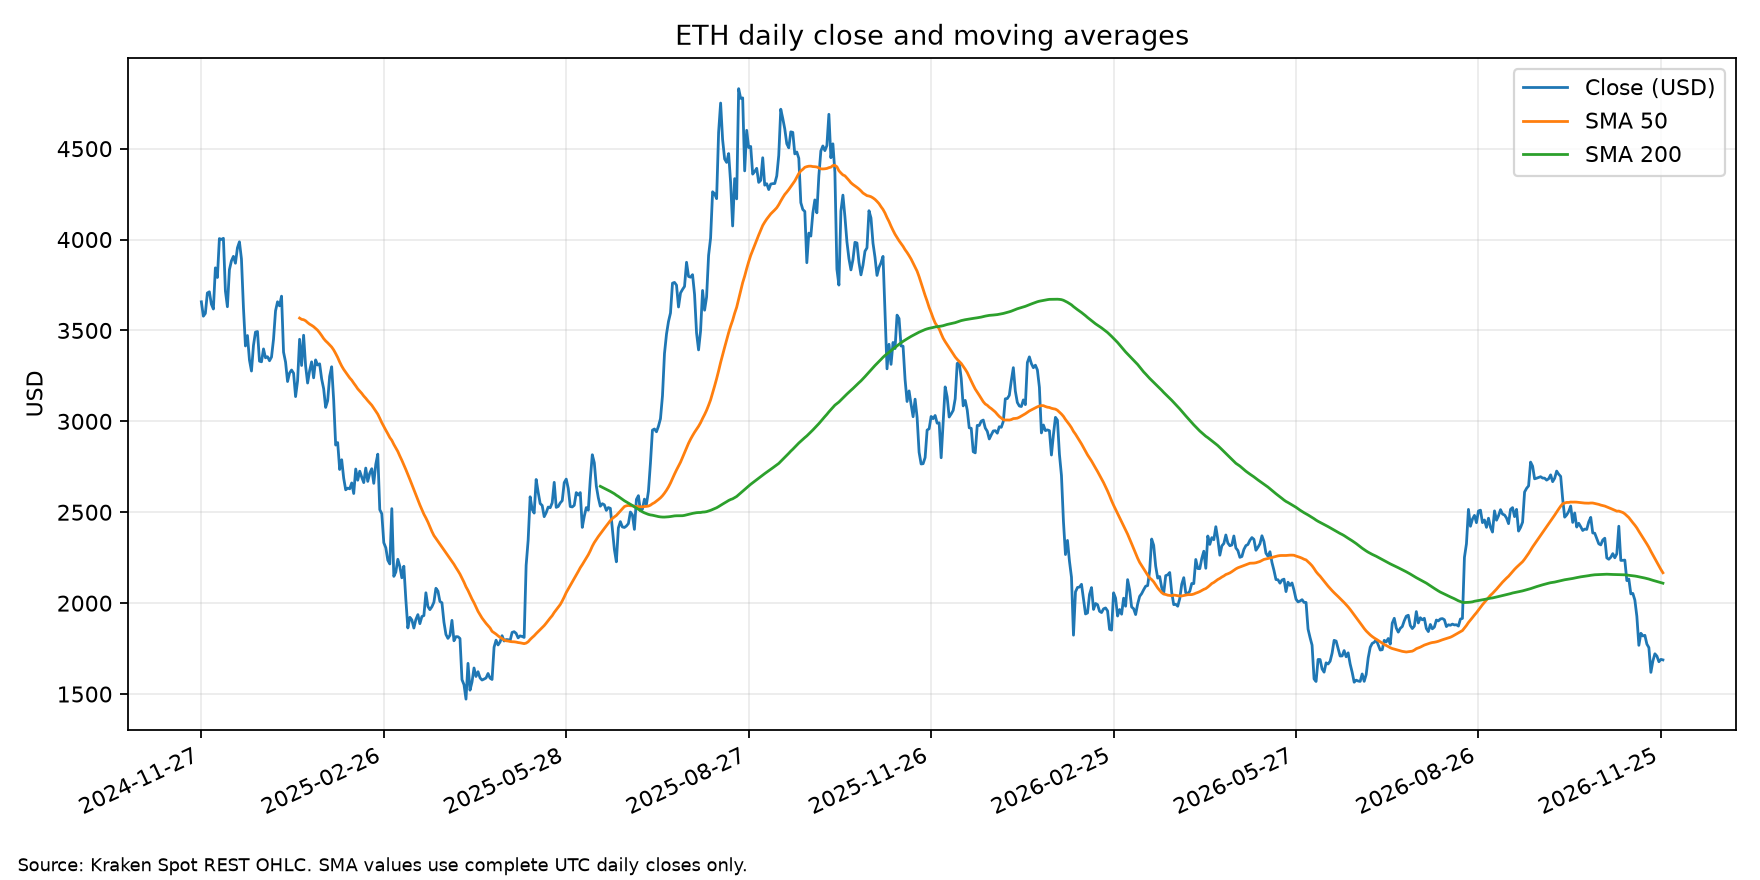 ETH daily close and moving averages
Close (USD)
SMA 50
SMA 200
USD
4500
4000
3500
3000
2500
2000
1500
2024-11-27
2025-02-26
2025-05-28
2025-08-27
2025-11-26
2026-02-25
2026-05-27
2026-08-26
2026-11-25
Source: Kraken Spot REST OHLC. SMA values use complete UTC daily closes only.